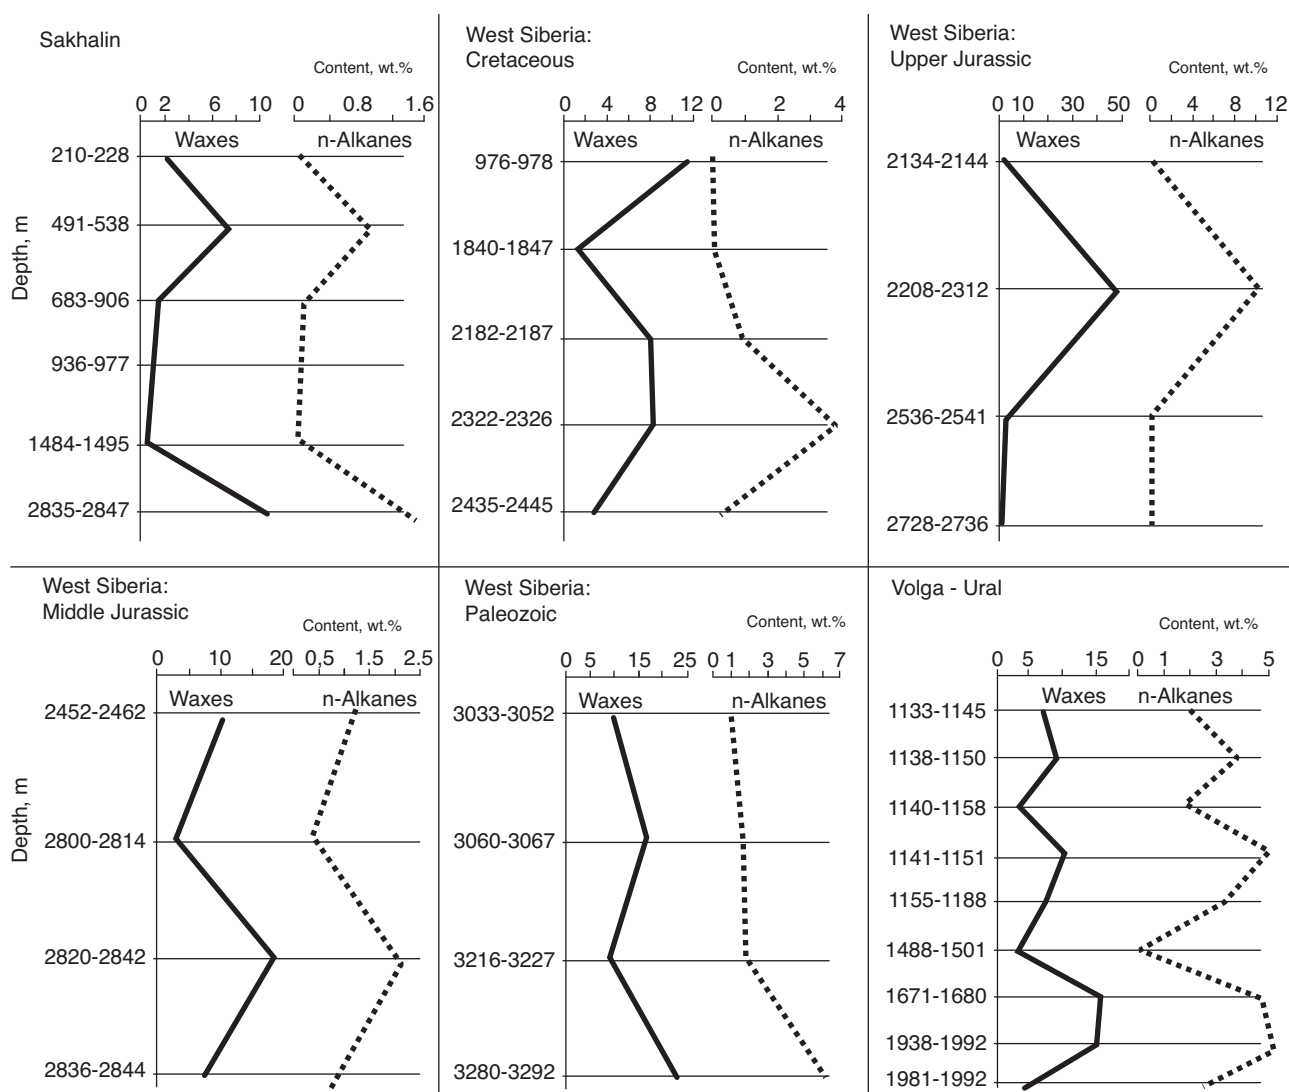 Sakhalin
Content, wt.%
0 2 6 10 0 0.8 1.6
Waxes n-Alkanes
210-228
491-538
683-906
936-977
1484-1495
2835-2847
Depth, m
West Siberia:
Cretaceous
Content, wt.%
0 4 8 12 0 2 4
Waxes n-Alkanes
976-978
1840-1847
2182-2187
2322-2326
2435-2445
West Siberia:
Upper Jurassic
Content, wt.%
0 10 30 50 0 4 8 12
Waxes n-Alkanes
2134-2144
2208-2312
2536-2541
2728-2736
West Siberia:
Middle Jurassic
Content, wt.%
0 10 20 0,5 1.5 2.5
Waxes n-Alkanes
2452-2462
2800-2814
2820-2842
2836-2844
Depth, m
West Siberia:
Paleozoic
Content, wt.%
0 5 15 25 0 1 3 5 7
Waxes n-Alkanes
3033-3052
3060-3067
3216-3227
3280-3292
Volga - Ural
Content, wt.%
0 5 15 0 1 3 5
Waxes n-Alkanes
1133-1145
1138-1150
1140-1158
1141-1151
1155-1188
1488-1501
1671-1680
1938-1992
1981-1992